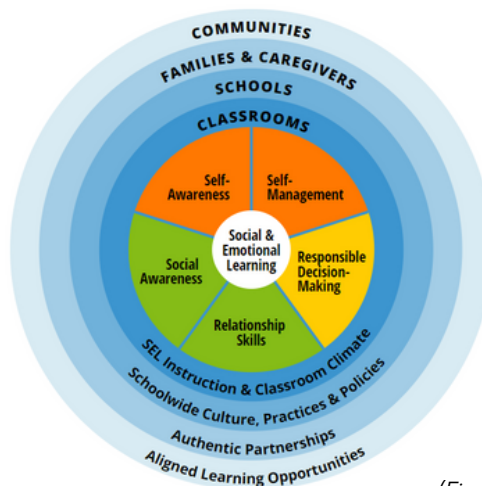 COMMUNITIES
FAMILIES & CAREGIVERS
SCHOOLS
CLASSROOMS
Self-
Awareness
Self-
Management
Social &
Emotional
Learning
Social
Awareness
Responsible
Decision-
Making
Relationship
Skills
SEL Instruction & Classroom Climate
Schoolwide Culture, Practices & Policies
Authentic Partnerships
Aligned Learning Opportunities